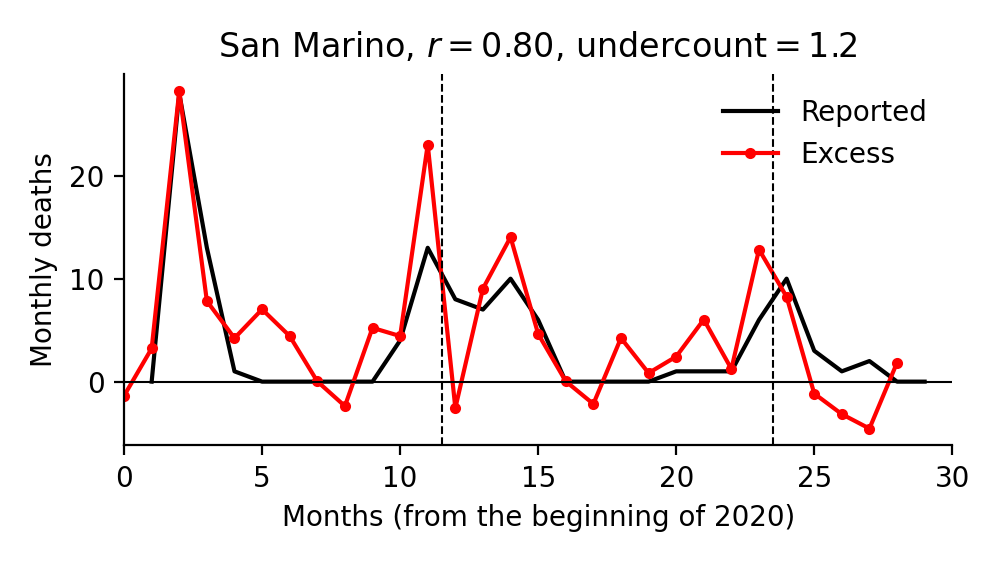 San Marino, r = 0.80, undercount = 1.2
Reported
Excess
Monthly deaths
20
10
0
0 5 10 15 20 25 30
Months (from the beginning of 2020)